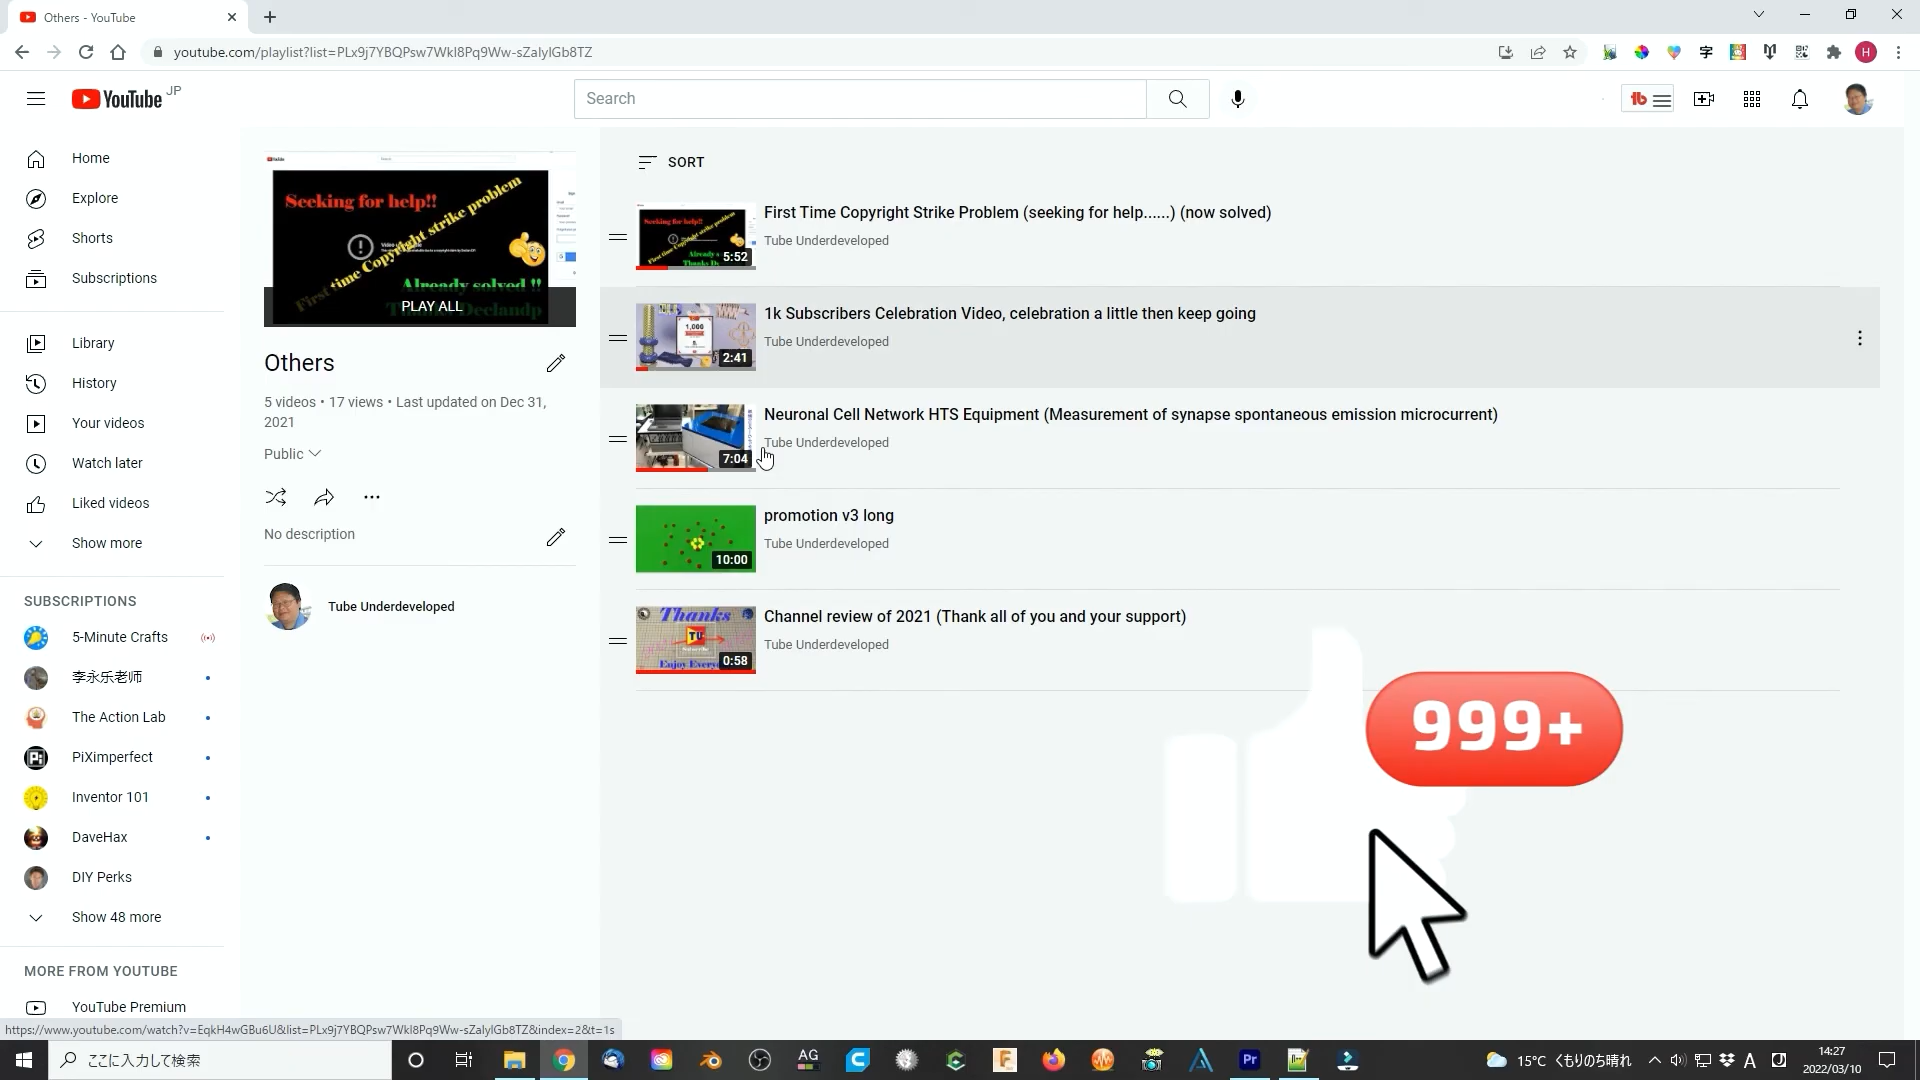 Others - YouTube
youtube.com/playlist?list=PLx9j7YBQPsw7Wkl8Pq9Ww-sZalylGb8TZ
YouTube JP
Search
Home
Explore
Shorts
Subscriptions
Library
History
Your videos
Watch later
Liked videos
Show more
SUBSCRIPTIONS
5-Minute Crafts
李永乐老师
The Action Lab
PiXimperfect
Inventor 101
DaveHax
DIY Perks
Show 48 more
MORE FROM YOUTUBE
YouTube Premium
Seeking for help!!
First time Copyright strike problem
Already solved !!
PLAY ALL
Others
5 videos • 17 views • Last updated on Dec 31,
2021
Public
No description
Tube Underdeveloped
SORT
First Time Copyright Strike Problem (seeking for help......) (now solved)
Tube Underdeveloped
5:52
1k Subscribers Celebration Video, celebration a little then keep going
Tube Underdeveloped
1,000
2:41
Neuronal Cell Network HTS Equipment (Measurement of synapse spontaneous emission microcurrent)
Tube Underdeveloped
7:04
promotion v3 long
Tube Underdeveloped
10:00
Channel review of 2021 (Thank all of you and your support)
Tube Underdeveloped
Thanks
TU
0:58
999+
https://www.youtube.com/watch?v=EqkH4wGBu6U&list=PLx9j7YBQPsw7Wkl8Pq9Ww-sZalylGb8TZ&index=2&t=1s
ここに入力して検索
AG
Pr
15°C くもりのち晴れ
A
14:27
2022/03/10